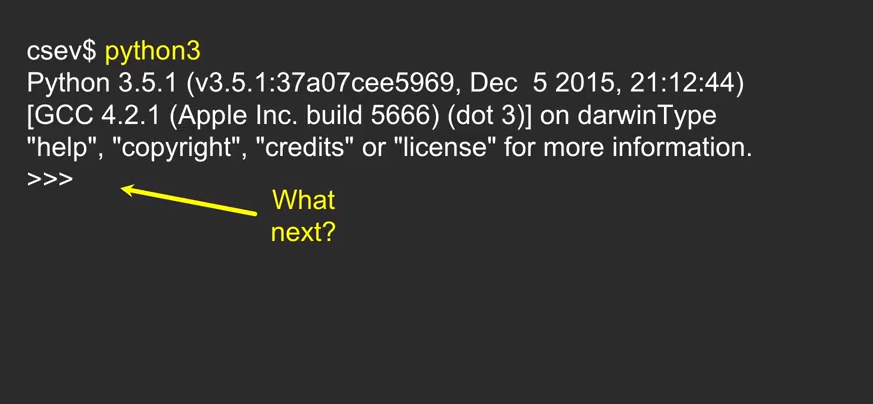 csev$ python3
Python 3.5.1 (v3.5.1:37a07cee5969, Dec  5 2015, 21:12:44)
[GCC 4.2.1 (Apple Inc. build 5666) (dot 3)] on darwinType
"help", "copyright", "credits" or "license" for more information.
>>>
What
next?